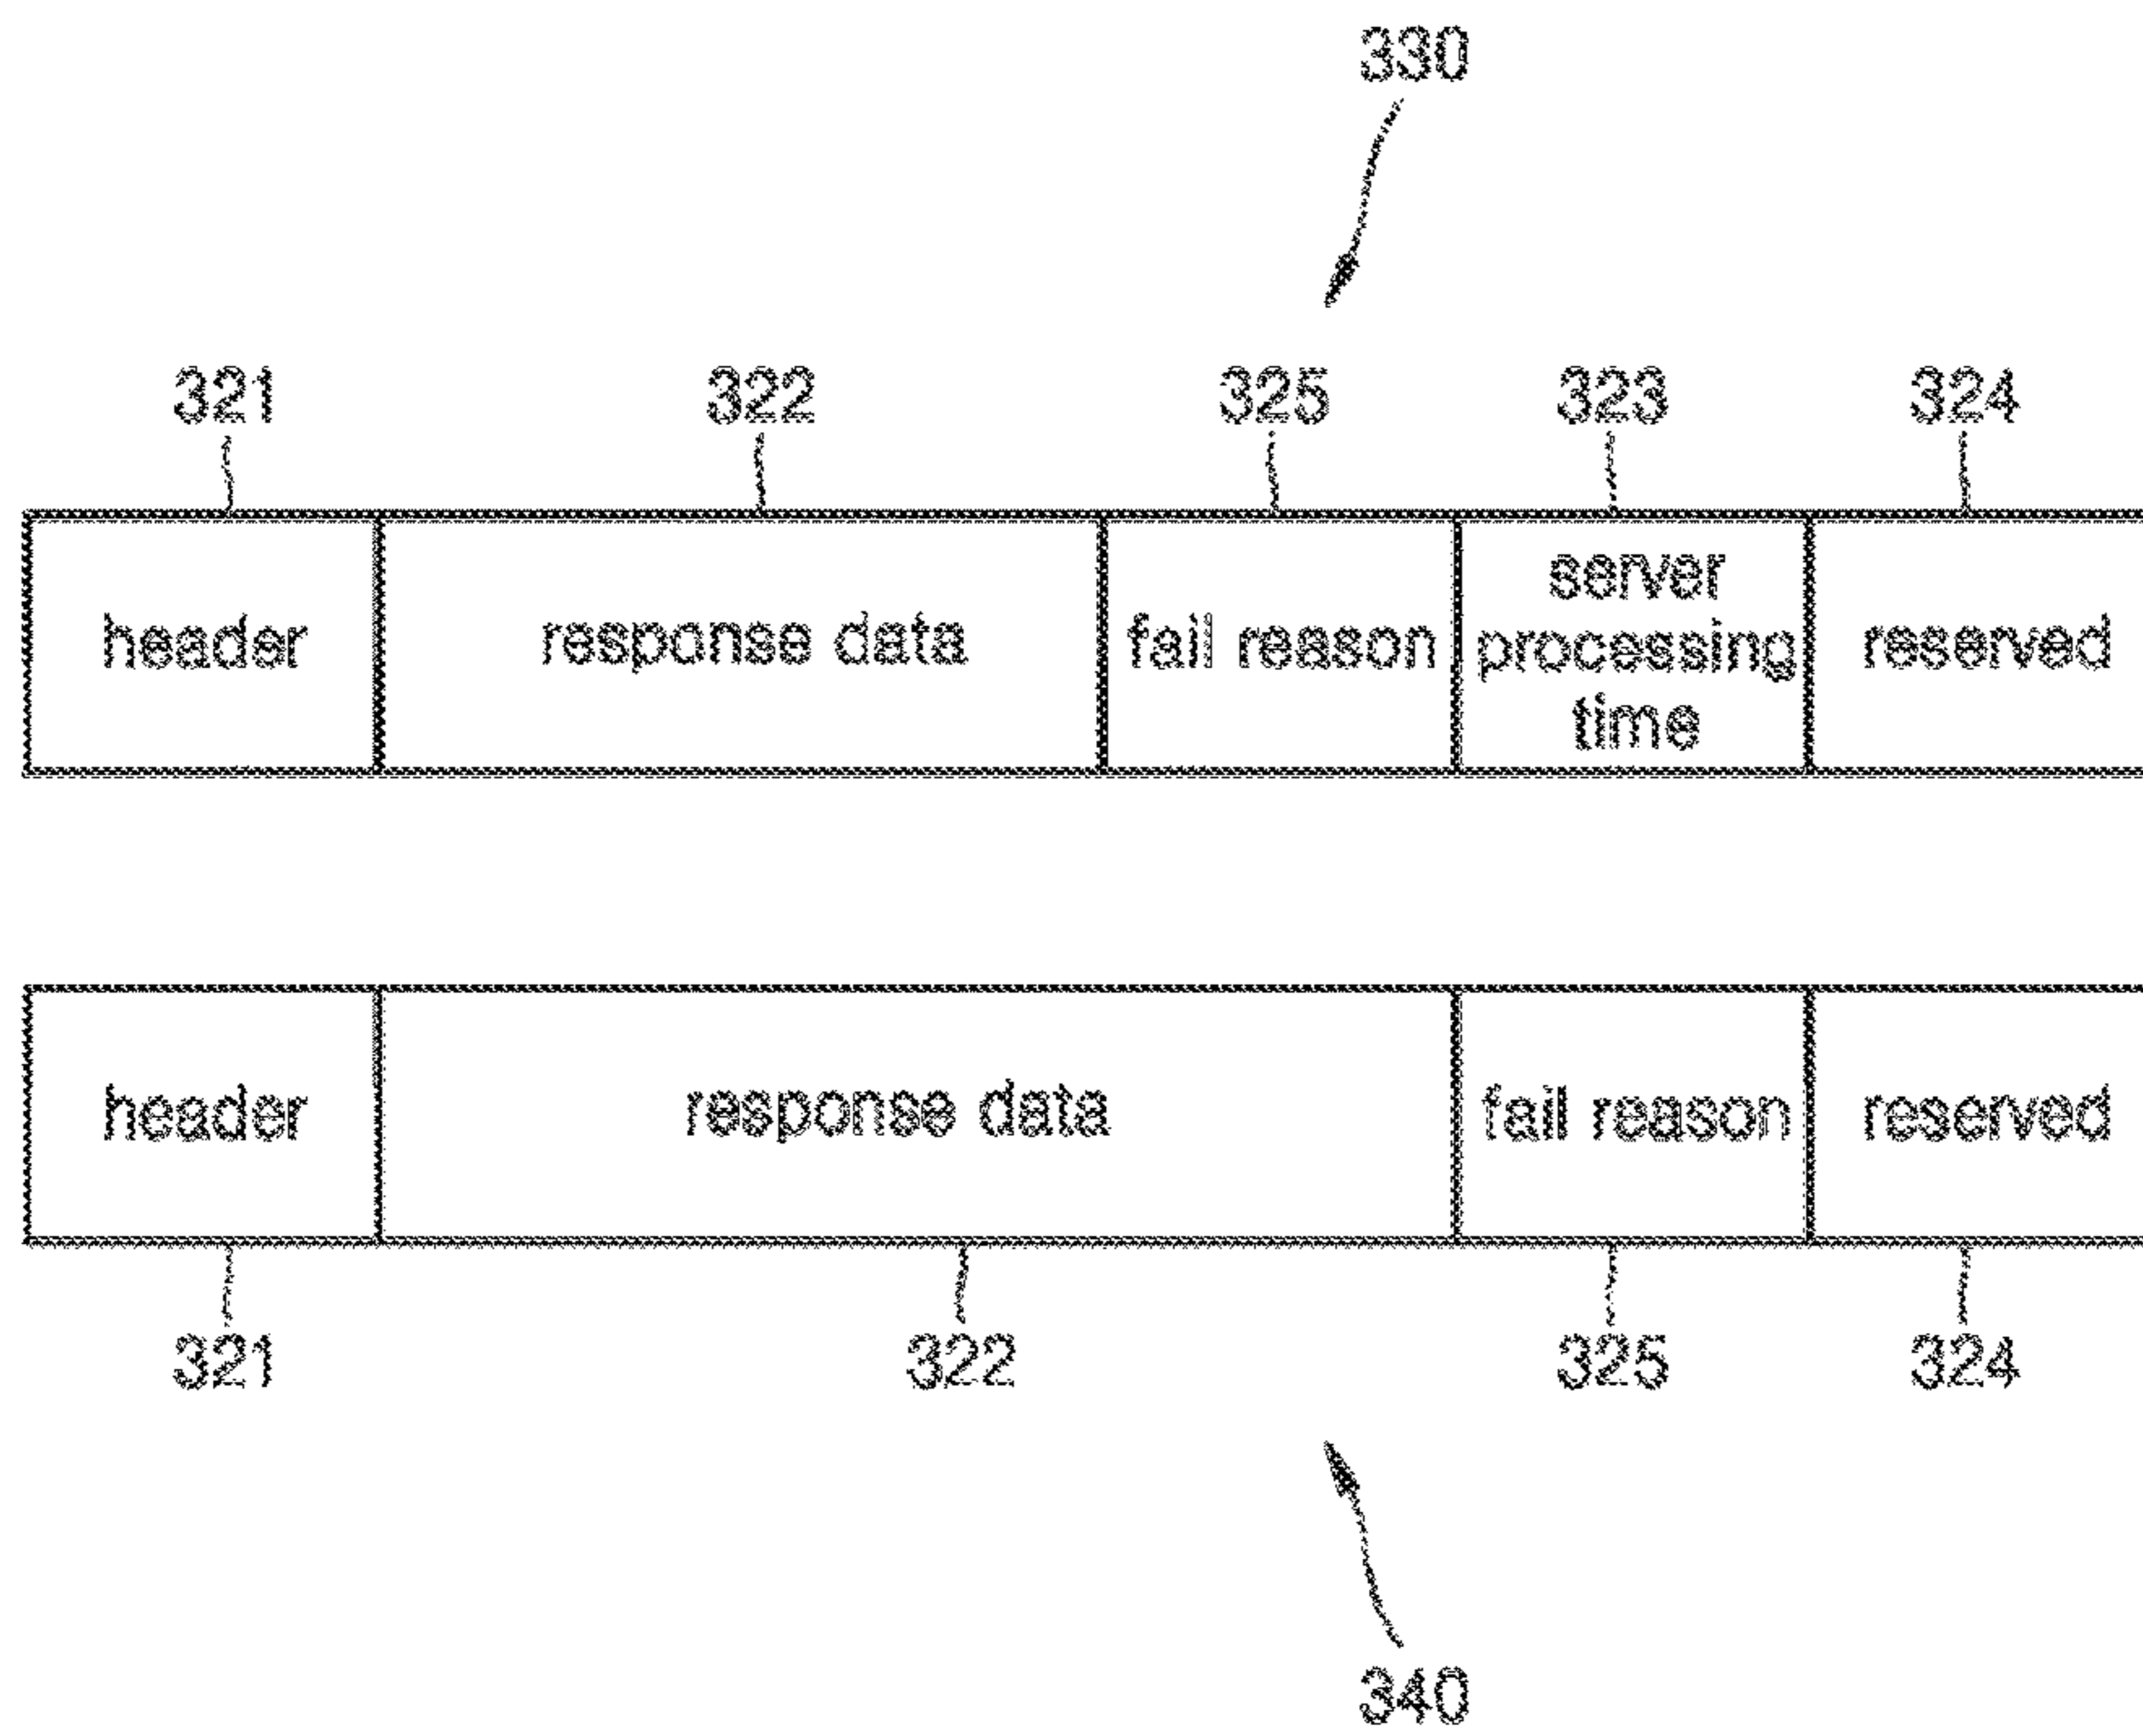 330
321 322 325 323 324
header response data fail reason server processing time reserved
header response data fail reason reserved
321 322 325 324
340